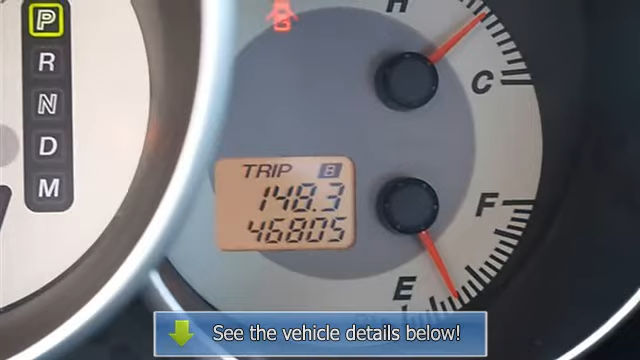 P
R
N
D
M
H
C
TRIP B
148.3
46805
F
E
See the vehicle details below!